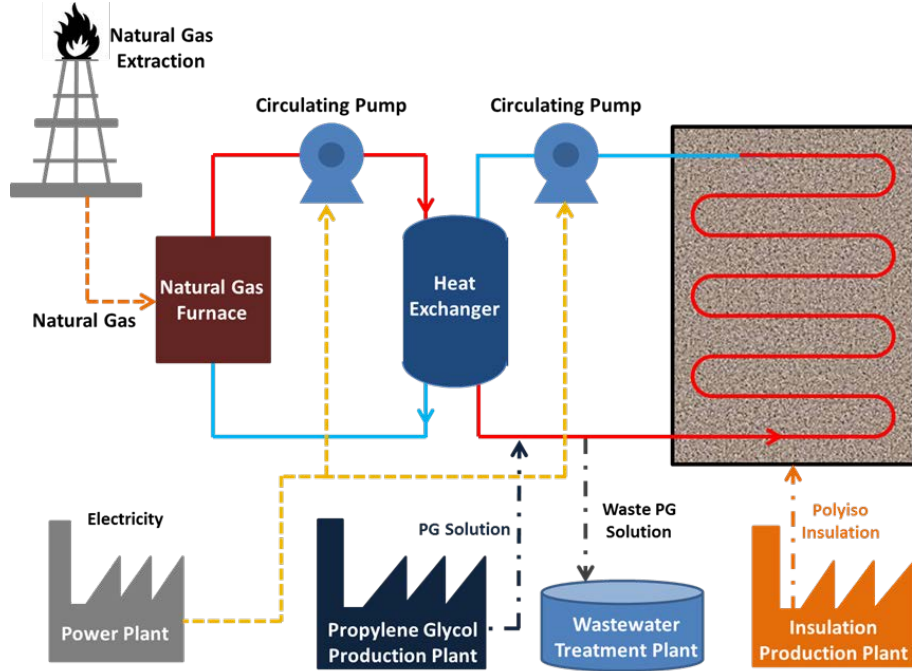 Natural Gas
Extraction
Circulating Pump
Circulating Pump
Natural Gas
Furnace
Heat
Exchanger
Natural Gas
Electricity
PG Solution
Waste PG
Solution
Polyiso
Insulation
Power Plant
Propylene Glycol
Production Plant
Wastewater
Treatment Plant
Insulation
Production Plant